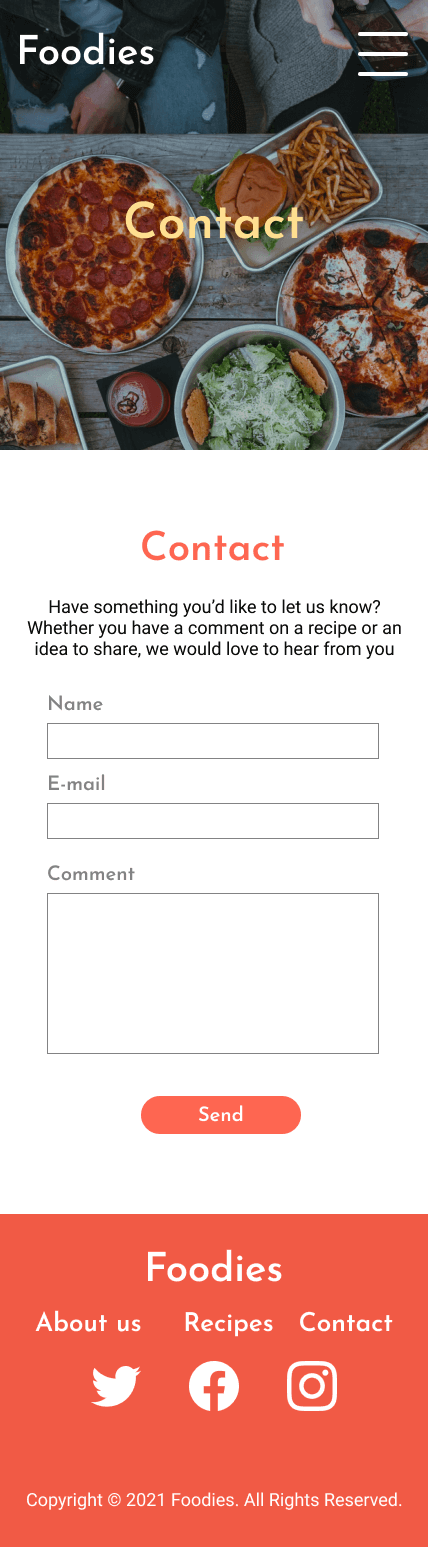 Foodies
Contact
Contact
Have something you’d like to let us know?
Whether you have a comment on a recipe or an
idea to share, we would love to hear from you
Name
E-mail
Comment
Send
Foodies
About us Recipes Contact
Copyright © 2021 Foodies. All Rights Reserved.